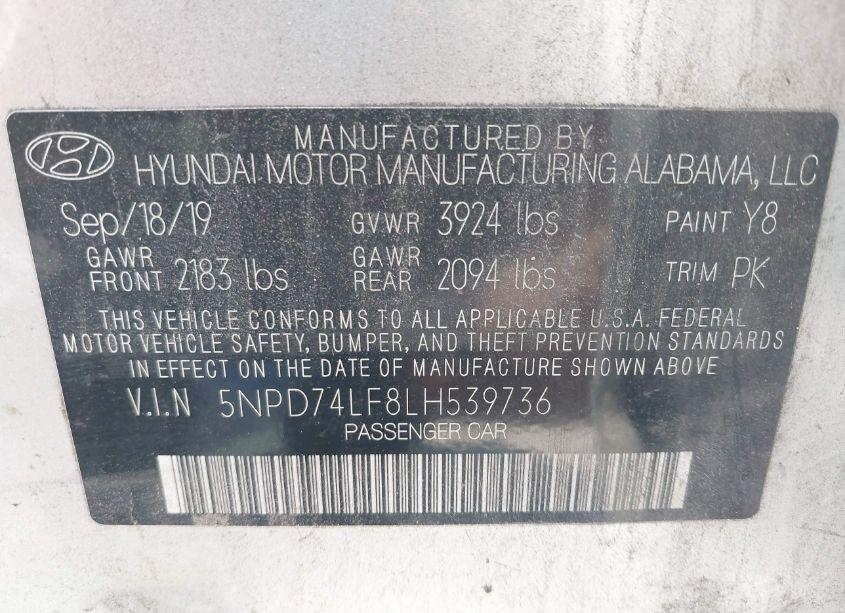 MANUFACTURED BY
HYUNDAI MOTOR MANUFACTURING ALABAMA, LLC
Sep/18/19 GVWR 3924 lbs PAINT Y8
GAWR FRONT 2183 lbs GAWR REAR 2094 lbs TRIM PK
THIS VEHICLE CONFORMS TO ALL APPLICABLE U.S.A. FEDERAL
MOTOR VEHICLE SAFETY, BUMPER, AND THEFT PREVENTION STANDARDS
IN EFFECT ON THE DATE OF MANUFACTURE SHOWN ABOVE
V.I.N 5NPD74LF8LH539736
PASSENGER CAR